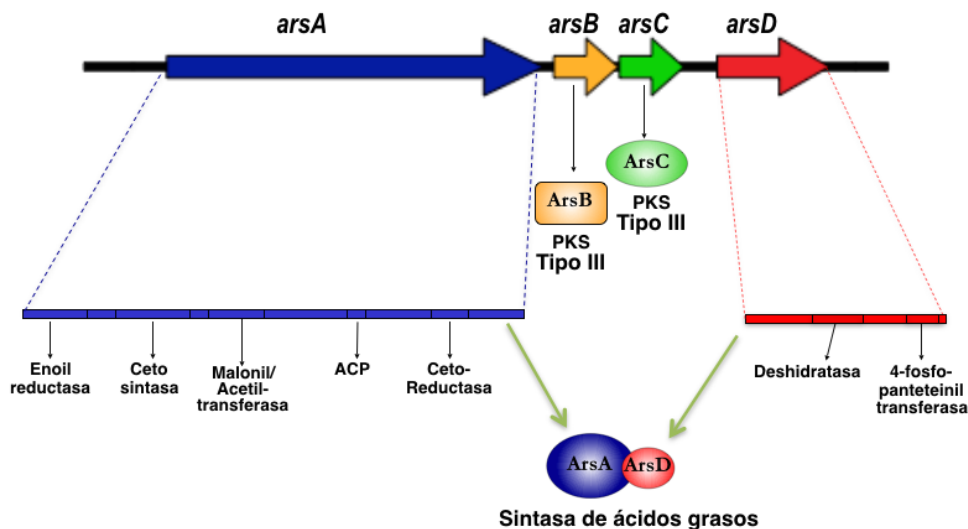 arsA
arsB
arsC
arsD
ArsC
PKS
Tipo III
ArsB
PKS
Tipo III
Enoil
reductasa
Ceto
sintasa
Malonil/
Acetil-
transferasa
ACP
Ceto-
Reductasa
Deshidratasa
4-fosfo-
panteteinil
transferasa
ArsA
ArsD
Sintasa de ácidos grasos